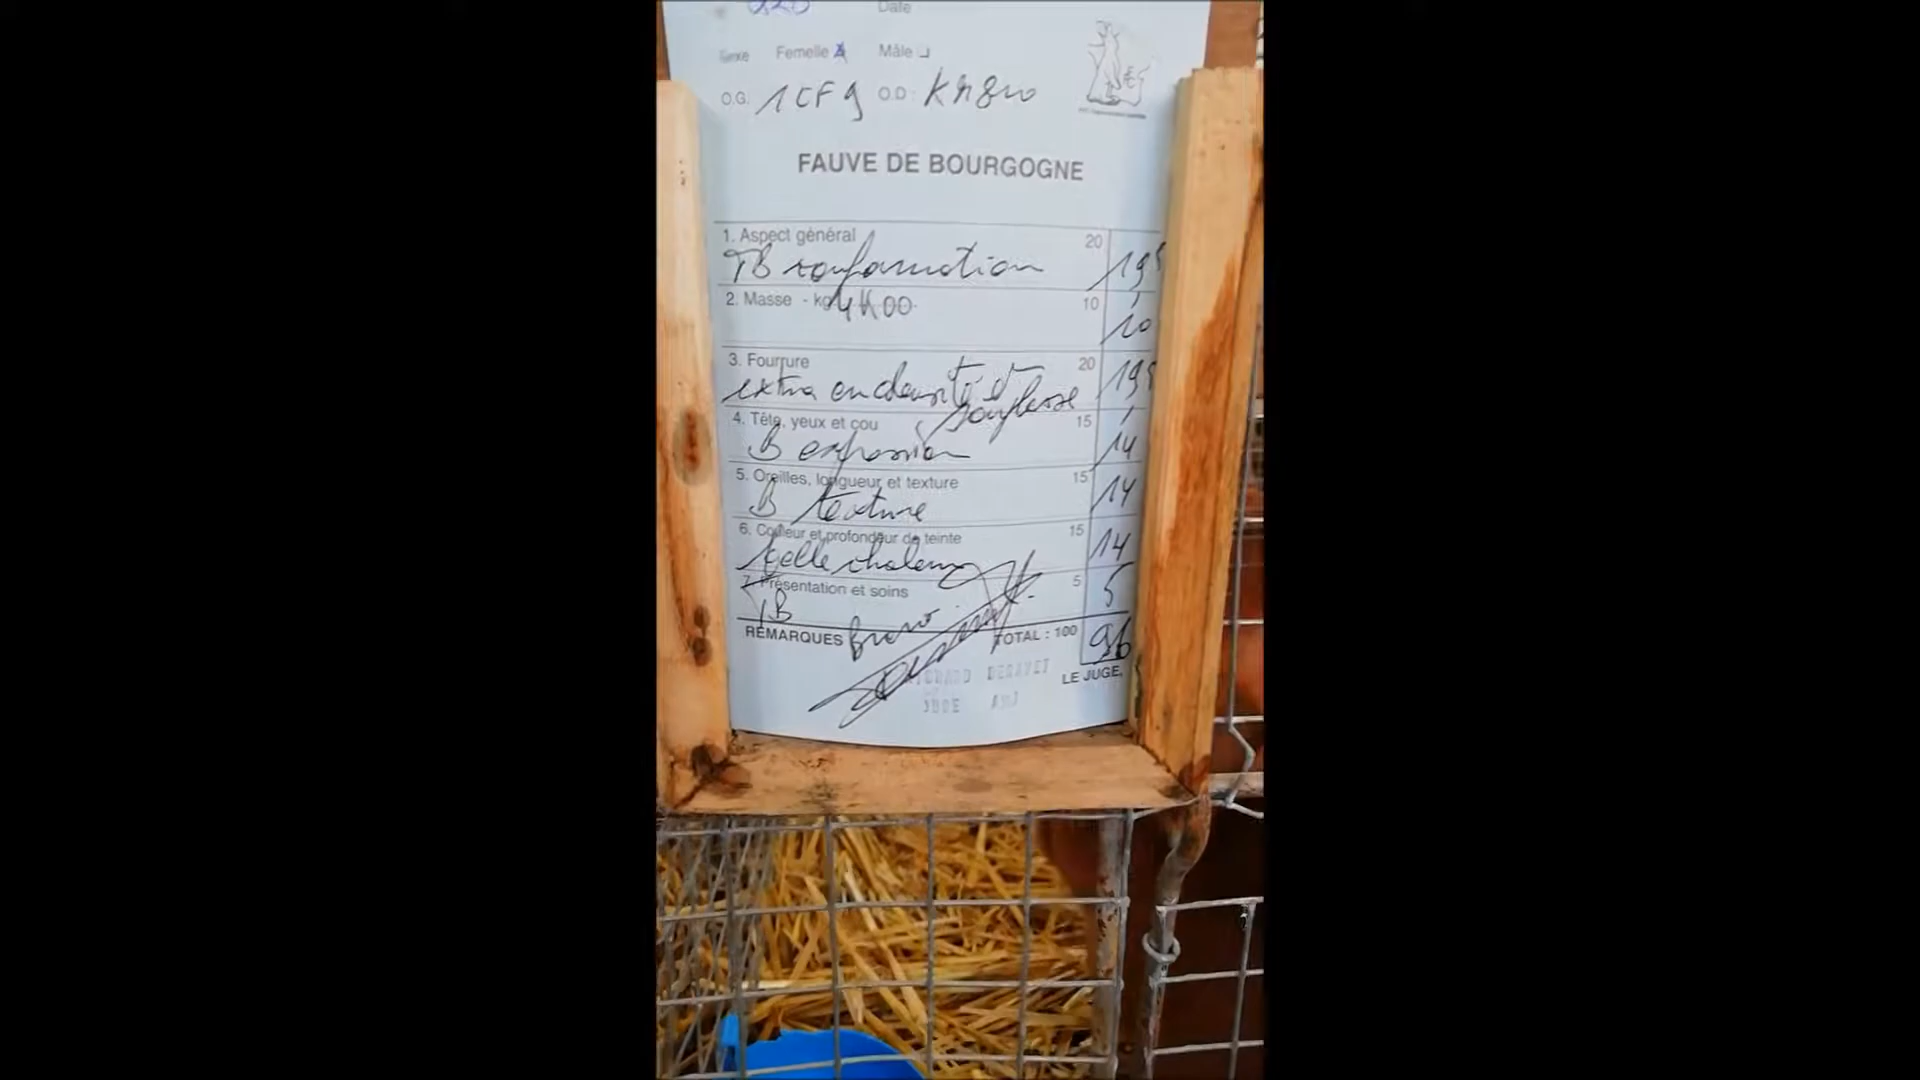 Date
Sexe Femelle Mâle
O.G. 1CF9 O.D:
FAUVE DE BOURGOGNE
1. Aspect général 20
TB conformation 19,5
2. Masse - kg 4K00 10
10
3. Fourrure 20
extra en densité et 19,5
souplesse
4. Tête, yeux et cou 15
B expression 14
5. Oreilles, longueur et texture 15
B texture 14
6. Couleur et profondeur de teinte 15
belle chaleur 14
7. Présentation et soins 5
TB 5
REMARQUES Bravo TOTAL : 100 96
LE JUGE,
JUGE